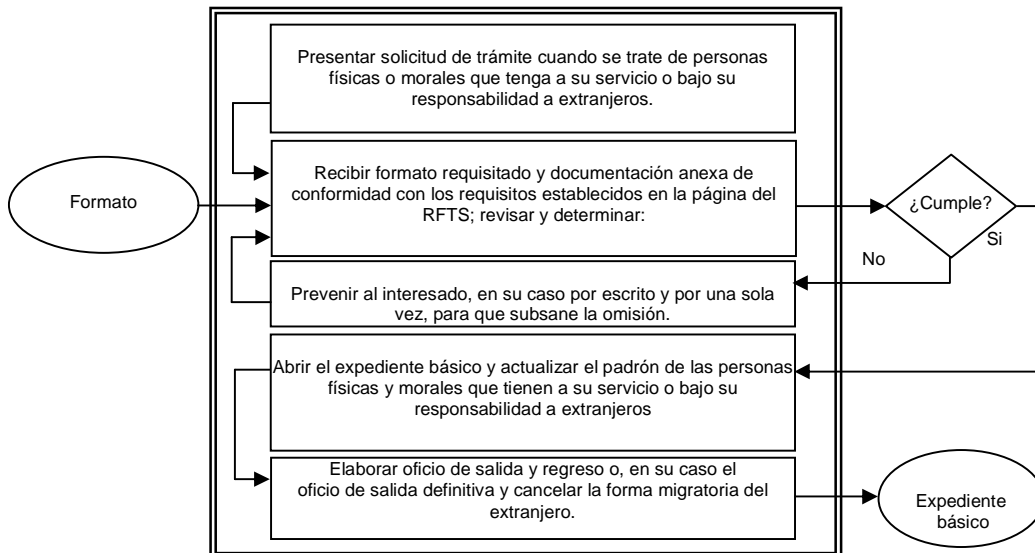 Presentar solicitud de trámite cuando se trate de personas
físicas o morales que tenga a su servicio o bajo su
responsabilidad a extranjeros.
Formato
Recibir formato requisitado y documentación anexa de
conformidad con los requisitos establecidos en la página del
RFTS; revisar y determinar:
¿Cumple?
Si
No
Prevenir al interesado, en su caso por escrito y por una sola
vez, para que subsane la omisión.
Abrir el expediente básico y actualizar el padrón de las personas
físicas y morales que tienen a su servicio o bajo su
responsabilidad a extranjeros
Elaborar oficio de salida y regreso o, en su caso el
oficio de salida definitiva y cancelar la forma migratoria del
extranjero.
Expediente
básico